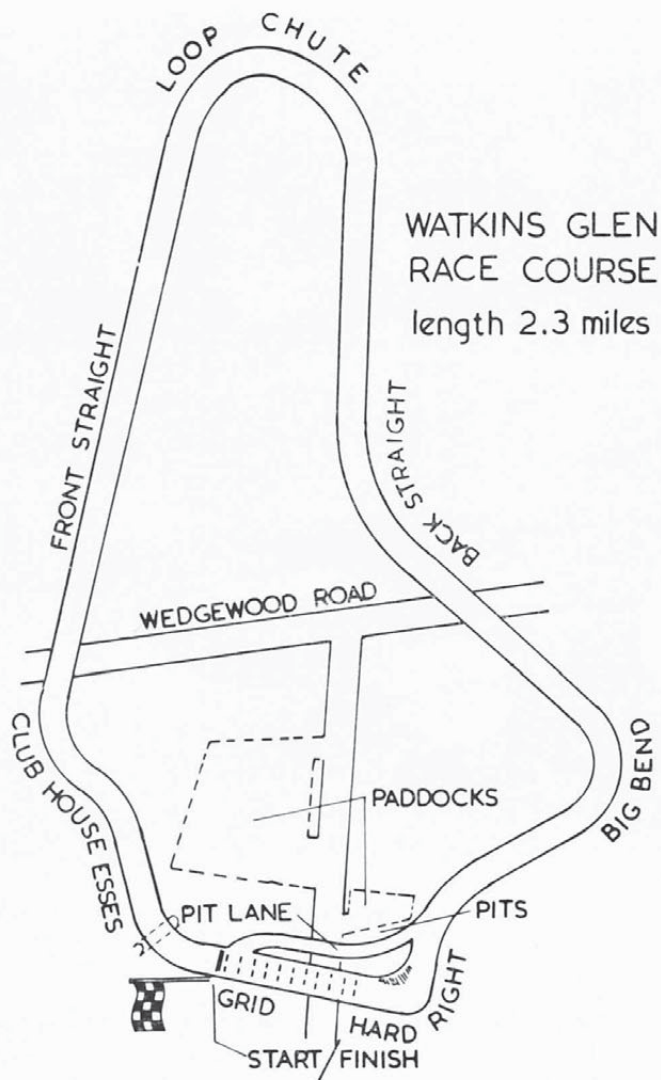 LOOP CHUTE
WATKINS GLEN
RACE COURSE
length 2.3 miles
FRONT STRAIGHT
BACK STRAIGHT
WEDGEWOOD ROAD
CLUB HOUSE ESSES
PADDOCKS
BIG BEND
PIT LANE
PITS
GRID
HARD RIGHT
START/FINISH